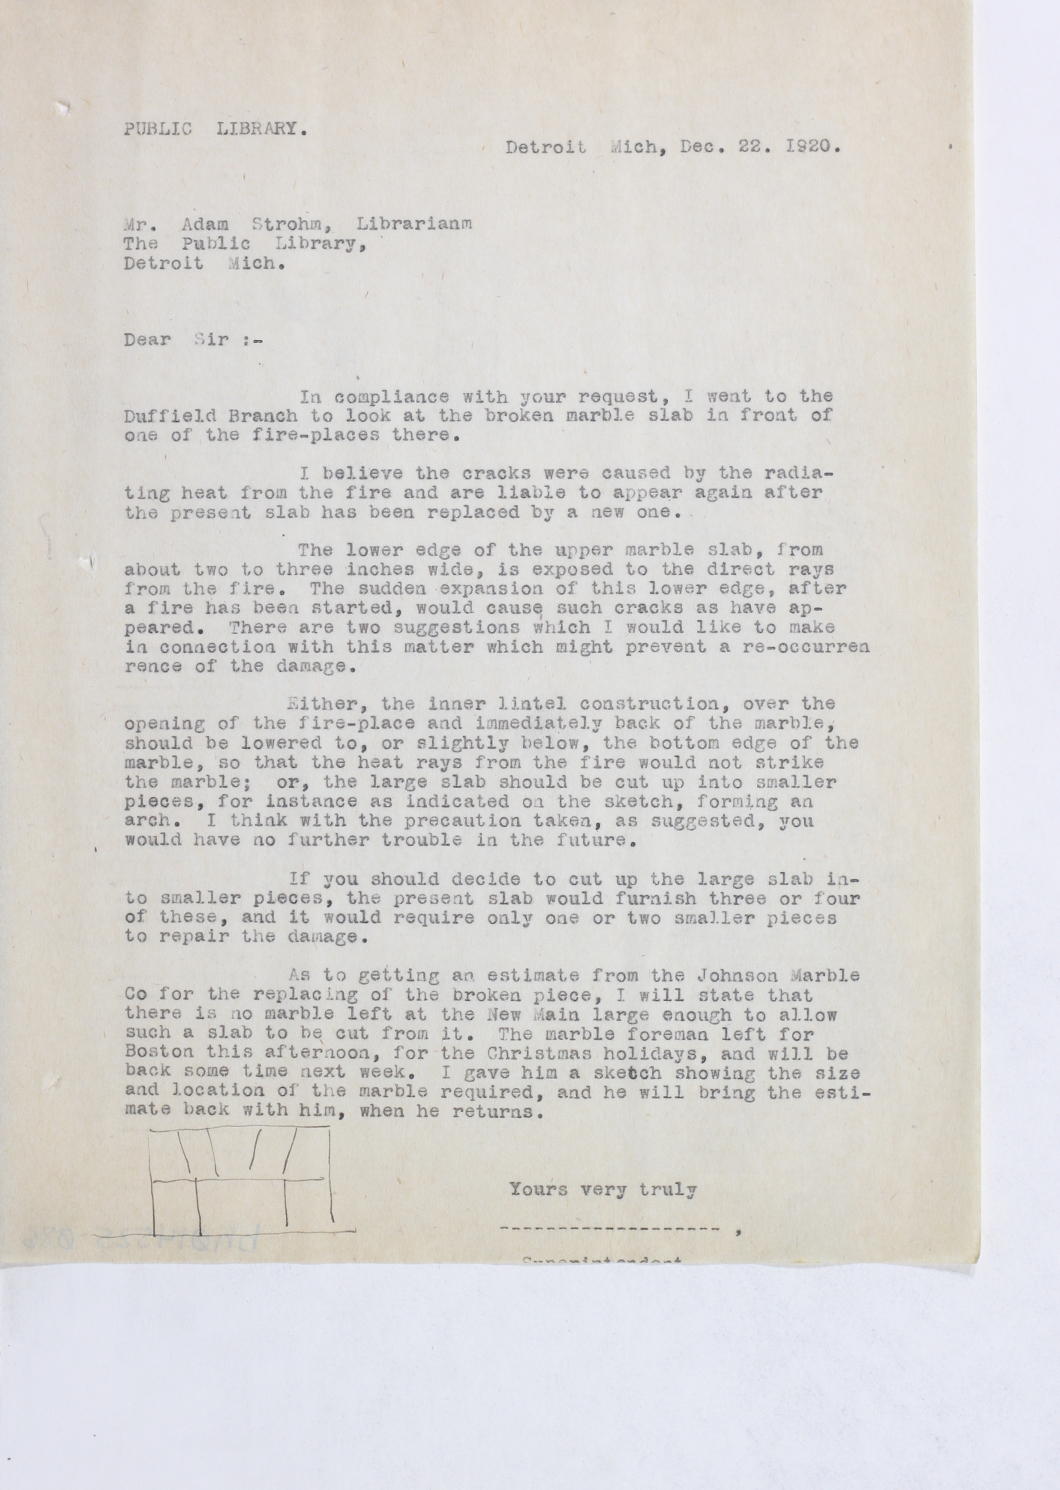 PUBLIC LIBRARY.
Detroit Mich, Dec. 22. I920.
Mr. Adam Strohm, Librarianm
The Public Library,
Detroit Mich.
Dear Sir :-
In compliance with your request, I went to the
Duffield Branch to look at the broken marble slab in front of
one of the fire-places there.
I believe the cracks were caused by the radia-
ting heat from the fire and are liable to appear again after
the present slab has been replaced by a new one.
The lower edge of the upper marble slab, from
about two to three inches wide, is exposed to the direct rays
from the fire. The sudden expansion of this lower edge, after
a fire has been started, would cause such cracks as have ap-
peared. There are two suggestions which I would like to make
in connection with this matter which might prevent a re-occurren
rence of the damage.
Either, the inner lintel construction, over the
opening of the fire-place and immediately back of the marble,
should be lowered to, or slightly below, the bottom edge of the
marble, so that the heat rays from the fire would not strike
the marble; or, the large slab should be cut up into smaller
pieces, for instance as indicated on the sketch, forming an
arch. I think with the precaution taken, as suggested, you
would have no further trouble in the future.
If you should decide to cut up the large slab in-
to smaller pieces, the present slab would furnish three or four
of these, and it would require only one or two smaller pieces
to repair the damage.
As to getting an estimate from the Johnson Marble
Co for the replacing of the broken piece, I will state that
there is no marble left at the New Main large enough to allow
such a slab to be cut from it. The marble foreman left for
Boston this afternoon, for the Christmas holidays, and will be
back some time next week. I gave him a sketch showing the size
and location of the marble required, and he will bring the esti-
mate back with him, when he returns.
Yours very truly
------------------- ,
Superintendent